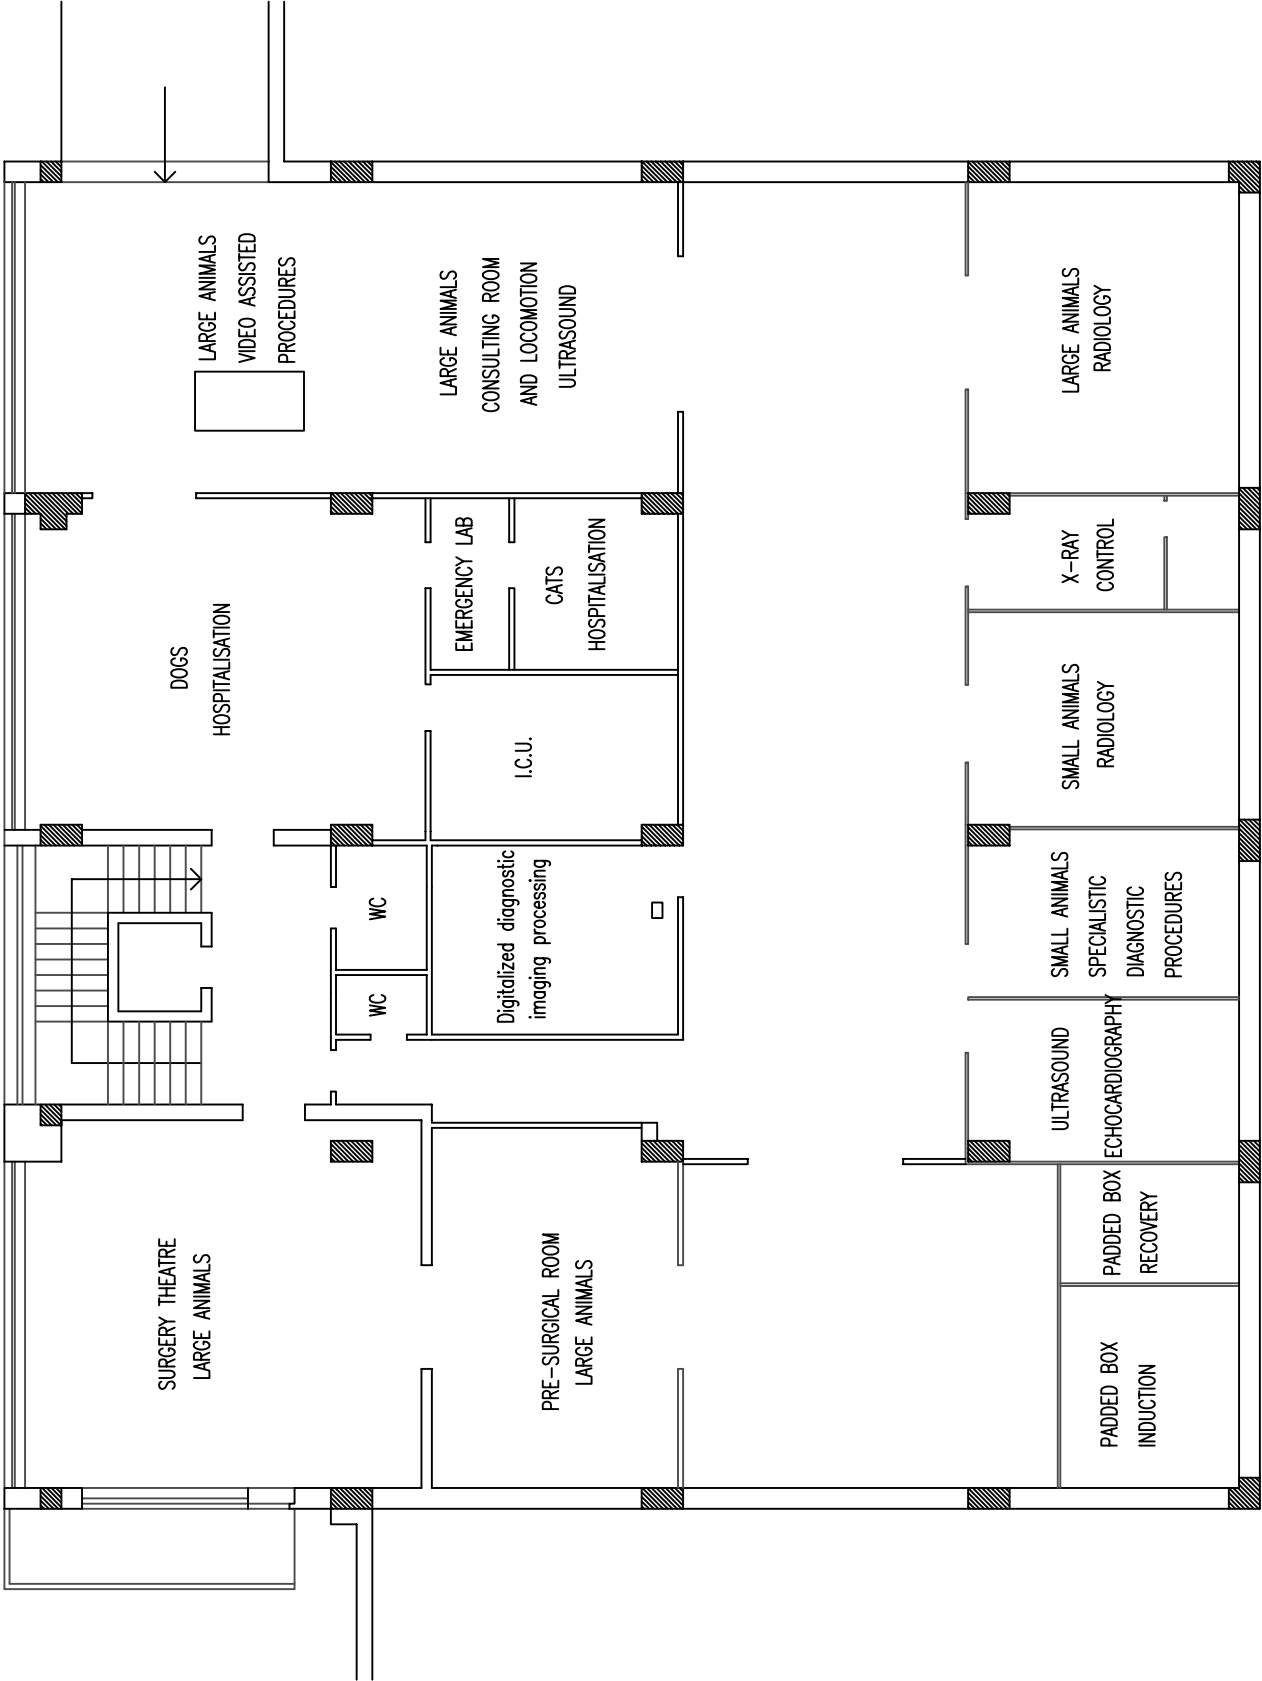 SURGERY THEATRE
LARGE ANIMALS
DOGS
HOSPITALISATION
LARGE ANIMALS
VIDEO ASSISTED
PROCEDURES
WC
WC
PRE-SURGICAL ROOM
LARGE ANIMALS
Digitalized diagnostic
imaging processing
I.C.U.
EMERGENCY LAB
CATS
HOSPITALISATION
LARGE ANIMALS
CONSULTING ROOM
AND LOCOMOTION
ULTRASOUND
PADDED BOX
INDUCTION
PADDED BOX
RECOVERY
ULTRASOUND
ECHOCARDIOGRAPHY
SMALL ANIMALS
SPECIALISTIC
DIAGNOSTIC
PROCEDURES
SMALL ANIMALS
RADIOLOGY
X-RAY
CONTROL
LARGE ANIMALS
RADIOLOGY